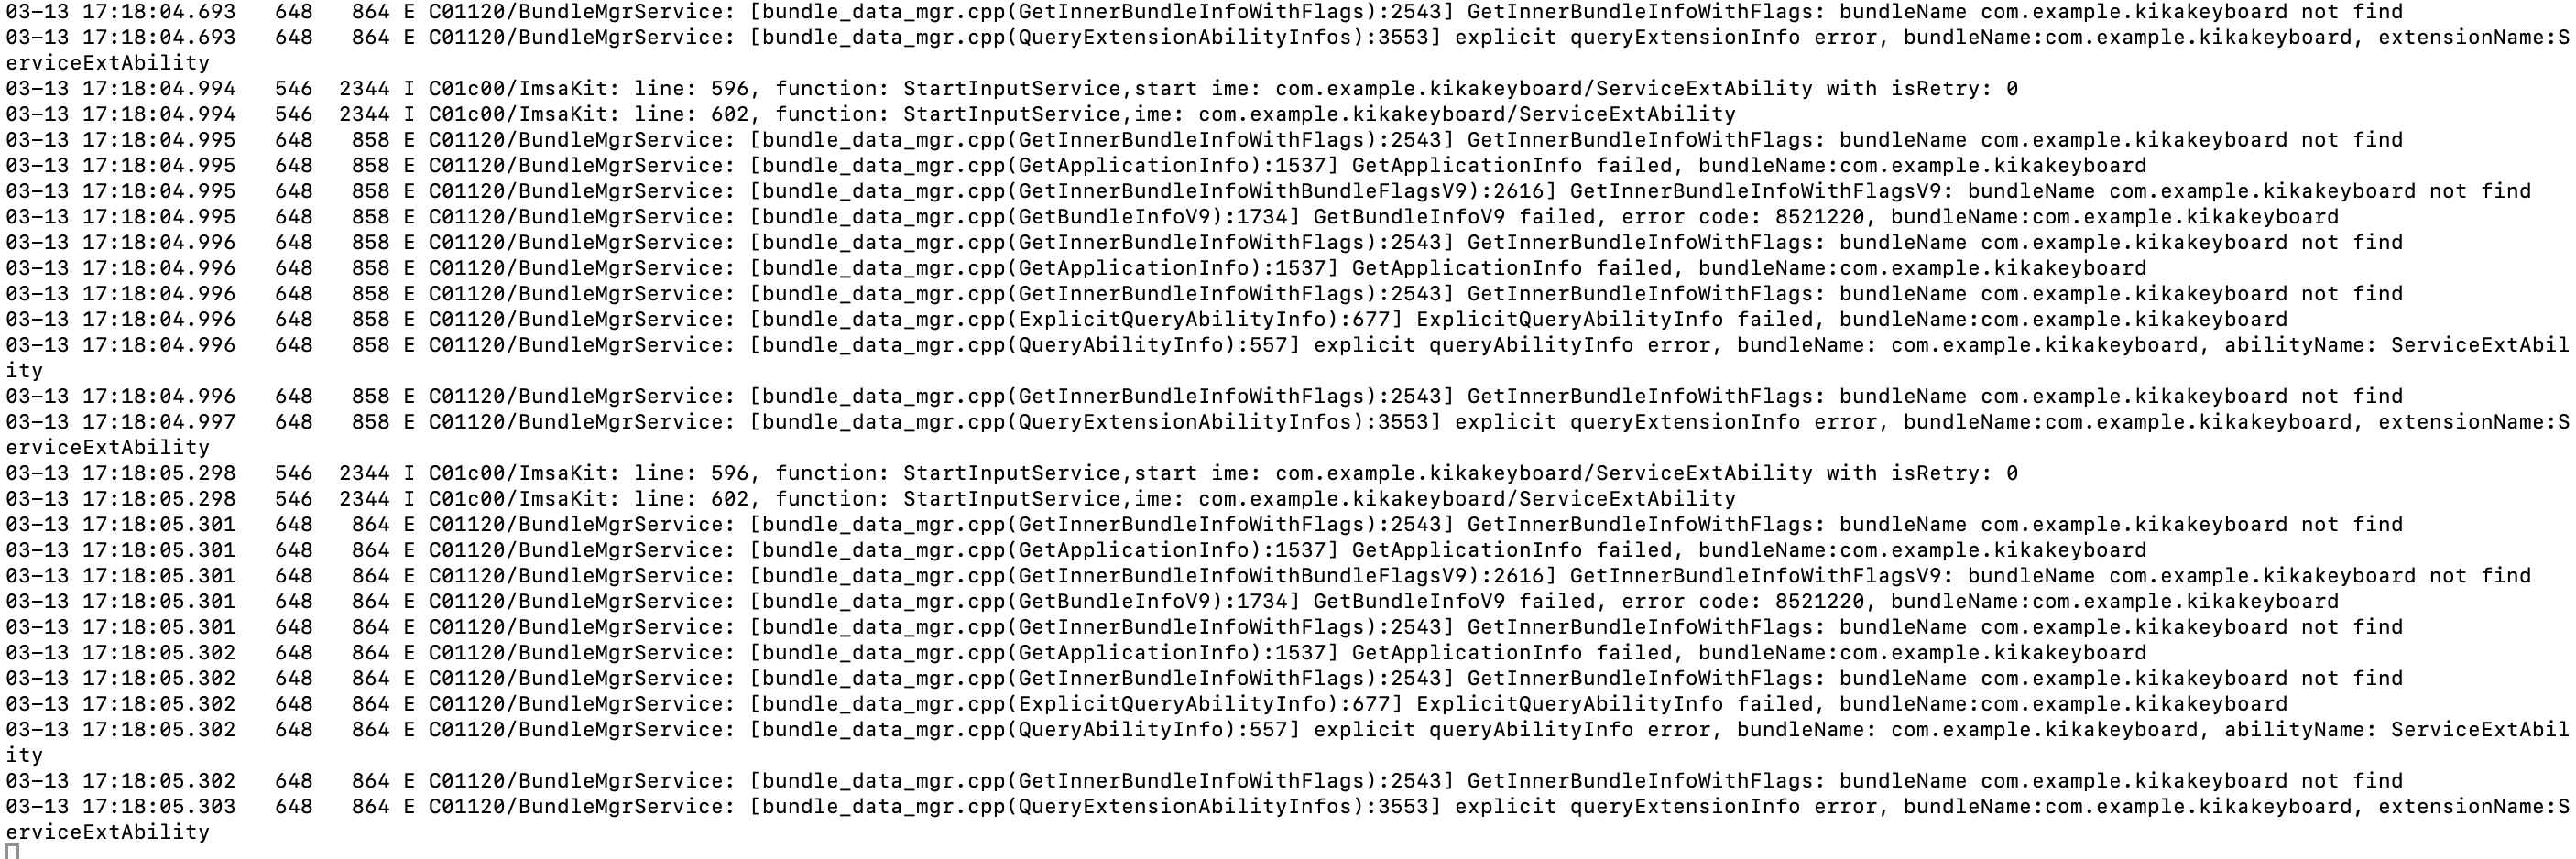 03-13 17:18:04.693   648   864 E C01120/BundleMgrService: [bundle_data_mgr.cpp(GetInnerBundleInfoWithFlags):2543] GetInnerBundleInfoWithFlags: bundleName com.example.kikakeyboard not find
03-13 17:18:04.693   648   864 E C01120/BundleMgrService: [bundle_data_mgr.cpp(QueryExtensionAbilityInfos):3553] explicit queryExtensionInfo error, bundleName:com.example.kikakeyboard, extensionName:S
erviceExtAbility
03-13 17:18:04.994   546  2344 I C01c00/ImsaKit: line: 596, function: StartInputService,start ime: com.example.kikakeyboard/ServiceExtAbility with isRetry: 0
03-13 17:18:04.994   546  2344 I C01c00/ImsaKit: line: 602, function: StartInputService,ime: com.example.kikakeyboard/ServiceExtAbility
03-13 17:18:04.995   648   858 E C01120/BundleMgrService: [bundle_data_mgr.cpp(GetInnerBundleInfoWithFlags):2543] GetInnerBundleInfoWithFlags: bundleName com.example.kikakeyboard not find
03-13 17:18:04.995   648   858 E C01120/BundleMgrService: [bundle_data_mgr.cpp(GetApplicationInfo):1537] GetApplicationInfo failed, bundleName:com.example.kikakeyboard
03-13 17:18:04.995   648   858 E C01120/BundleMgrService: [bundle_data_mgr.cpp(GetInnerBundleInfoWithBundleFlagsV9):2616] GetInnerBundleInfoWithFlagsV9: bundleName com.example.kikakeyboard not find
03-13 17:18:04.995   648   858 E C01120/BundleMgrService: [bundle_data_mgr.cpp(GetBundleInfoV9):1734] GetBundleInfoV9 failed, error code: 8521220, bundleName:com.example.kikakeyboard
03-13 17:18:04.996   648   858 E C01120/BundleMgrService: [bundle_data_mgr.cpp(GetInnerBundleInfoWithFlags):2543] GetInnerBundleInfoWithFlags: bundleName com.example.kikakeyboard not find
03-13 17:18:04.996   648   858 E C01120/BundleMgrService: [bundle_data_mgr.cpp(GetApplicationInfo):1537] GetApplicationInfo failed, bundleName:com.example.kikakeyboard
03-13 17:18:04.996   648   858 E C01120/BundleMgrService: [bundle_data_mgr.cpp(GetInnerBundleInfoWithFlags):2543] GetInnerBundleInfoWithFlags: bundleName com.example.kikakeyboard not find
03-13 17:18:04.996   648   858 E C01120/BundleMgrService: [bundle_data_mgr.cpp(ExplicitQueryAbilityInfo):677] ExplicitQueryAbilityInfo failed, bundleName:com.example.kikakeyboard
03-13 17:18:04.996   648   858 E C01120/BundleMgrService: [bundle_data_mgr.cpp(QueryAbilityInfo):557] explicit queryAbilityInfo error, bundleName: com.example.kikakeyboard, abilityName: ServiceExtAbil
ity
03-13 17:18:04.996   648   858 E C01120/BundleMgrService: [bundle_data_mgr.cpp(GetInnerBundleInfoWithFlags):2543] GetInnerBundleInfoWithFlags: bundleName com.example.kikakeyboard not find
03-13 17:18:04.997   648   858 E C01120/BundleMgrService: [bundle_data_mgr.cpp(QueryExtensionAbilityInfos):3553] explicit queryExtensionInfo error, bundleName:com.example.kikakeyboard, extensionName:S
erviceExtAbility
03-13 17:18:05.298   546  2344 I C01c00/ImsaKit: line: 596, function: StartInputService,start ime: com.example.kikakeyboard/ServiceExtAbility with isRetry: 0
03-13 17:18:05.298   546  2344 I C01c00/ImsaKit: line: 602, function: StartInputService,ime: com.example.kikakeyboard/ServiceExtAbility
03-13 17:18:05.301   648   864 E C01120/BundleMgrService: [bundle_data_mgr.cpp(GetInnerBundleInfoWithFlags):2543] GetInnerBundleInfoWithFlags: bundleName com.example.kikakeyboard not find
03-13 17:18:05.301   648   864 E C01120/BundleMgrService: [bundle_data_mgr.cpp(GetApplicationInfo):1537] GetApplicationInfo failed, bundleName:com.example.kikakeyboard
03-13 17:18:05.301   648   864 E C01120/BundleMgrService: [bundle_data_mgr.cpp(GetInnerBundleInfoWithBundleFlagsV9):2616] GetInnerBundleInfoWithFlagsV9: bundleName com.example.kikakeyboard not find
03-13 17:18:05.301   648   864 E C01120/BundleMgrService: [bundle_data_mgr.cpp(GetBundleInfoV9):1734] GetBundleInfoV9 failed, error code: 8521220, bundleName:com.example.kikakeyboard
03-13 17:18:05.301   648   864 E C01120/BundleMgrService: [bundle_data_mgr.cpp(GetInnerBundleInfoWithFlags):2543] GetInnerBundleInfoWithFlags: bundleName com.example.kikakeyboard not find
03-13 17:18:05.302   648   864 E C01120/BundleMgrService: [bundle_data_mgr.cpp(GetApplicationInfo):1537] GetApplicationInfo failed, bundleName:com.example.kikakeyboard
03-13 17:18:05.302   648   864 E C01120/BundleMgrService: [bundle_data_mgr.cpp(GetInnerBundleInfoWithFlags):2543] GetInnerBundleInfoWithFlags: bundleName com.example.kikakeyboard not find
03-13 17:18:05.302   648   864 E C01120/BundleMgrService: [bundle_data_mgr.cpp(ExplicitQueryAbilityInfo):677] ExplicitQueryAbilityInfo failed, bundleName:com.example.kikakeyboard
03-13 17:18:05.302   648   864 E C01120/BundleMgrService: [bundle_data_mgr.cpp(QueryAbilityInfo):557] explicit queryAbilityInfo error, bundleName: com.example.kikakeyboard, abilityName: ServiceExtAbil
ity
03-13 17:18:05.302   648   864 E C01120/BundleMgrService: [bundle_data_mgr.cpp(GetInnerBundleInfoWithFlags):2543] GetInnerBundleInfoWithFlags: bundleName com.example.kikakeyboard not find
03-13 17:18:05.303   648   864 E C01120/BundleMgrService: [bundle_data_mgr.cpp(QueryExtensionAbilityInfos):3553] explicit queryExtensionInfo error, bundleName:com.example.kikakeyboard, extensionName:S
erviceExtAbility